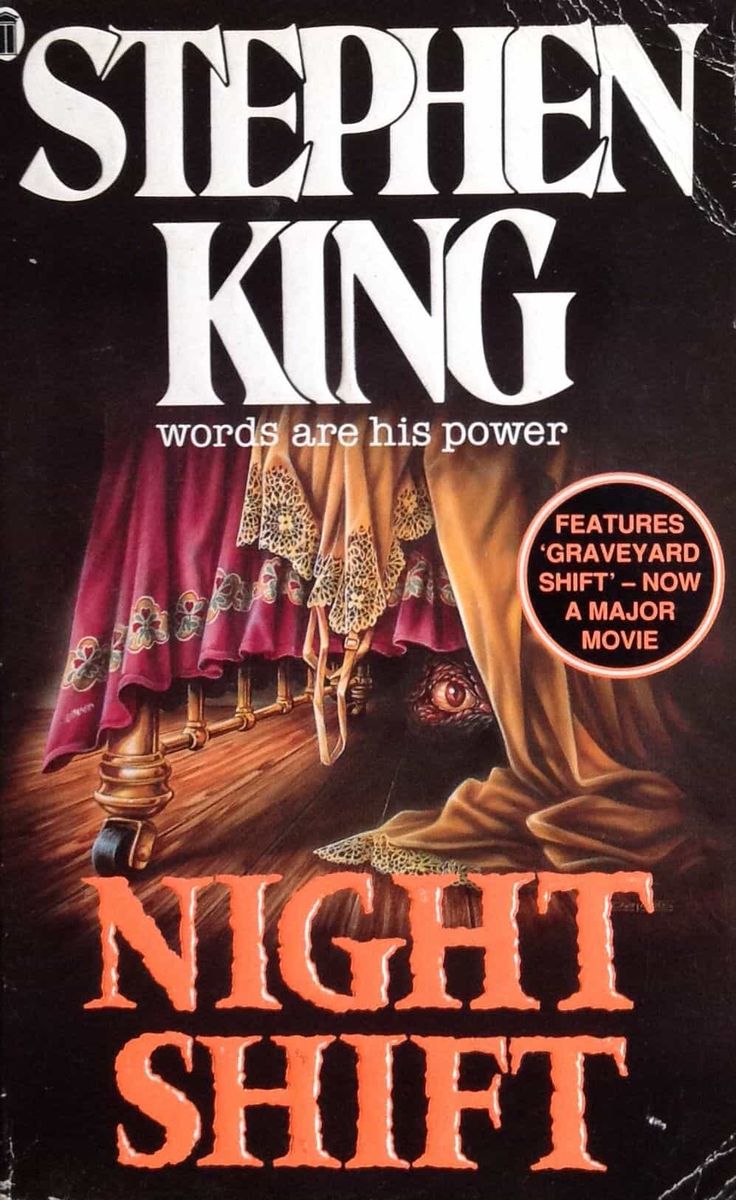 STEPHEN
KING
words are his power
FEATURES
'GRAVEYARD
SHIFT' – NOW
A MAJOR
MOVIE
NIGHT
SHIFT